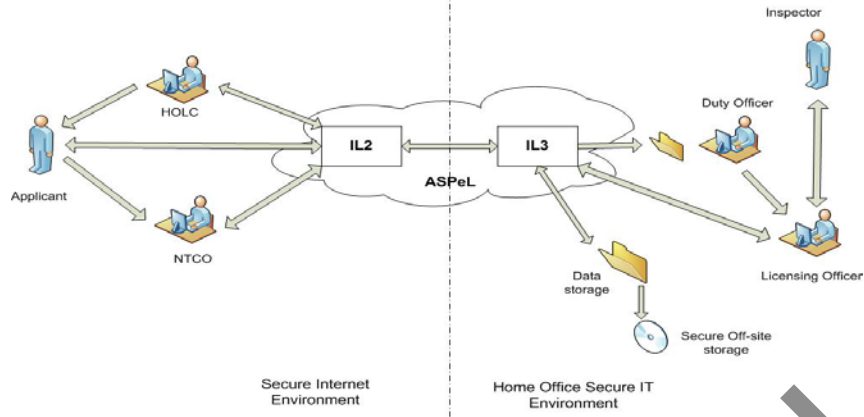 Inspector
HOLC
Duty Officer
IL2
IL3
ASPeL
Applicant
NTCO
Licensing Officer
Data
storage
Secure Off-site
storage
Secure Internet
Environment
Home Office Secure IT
Environment